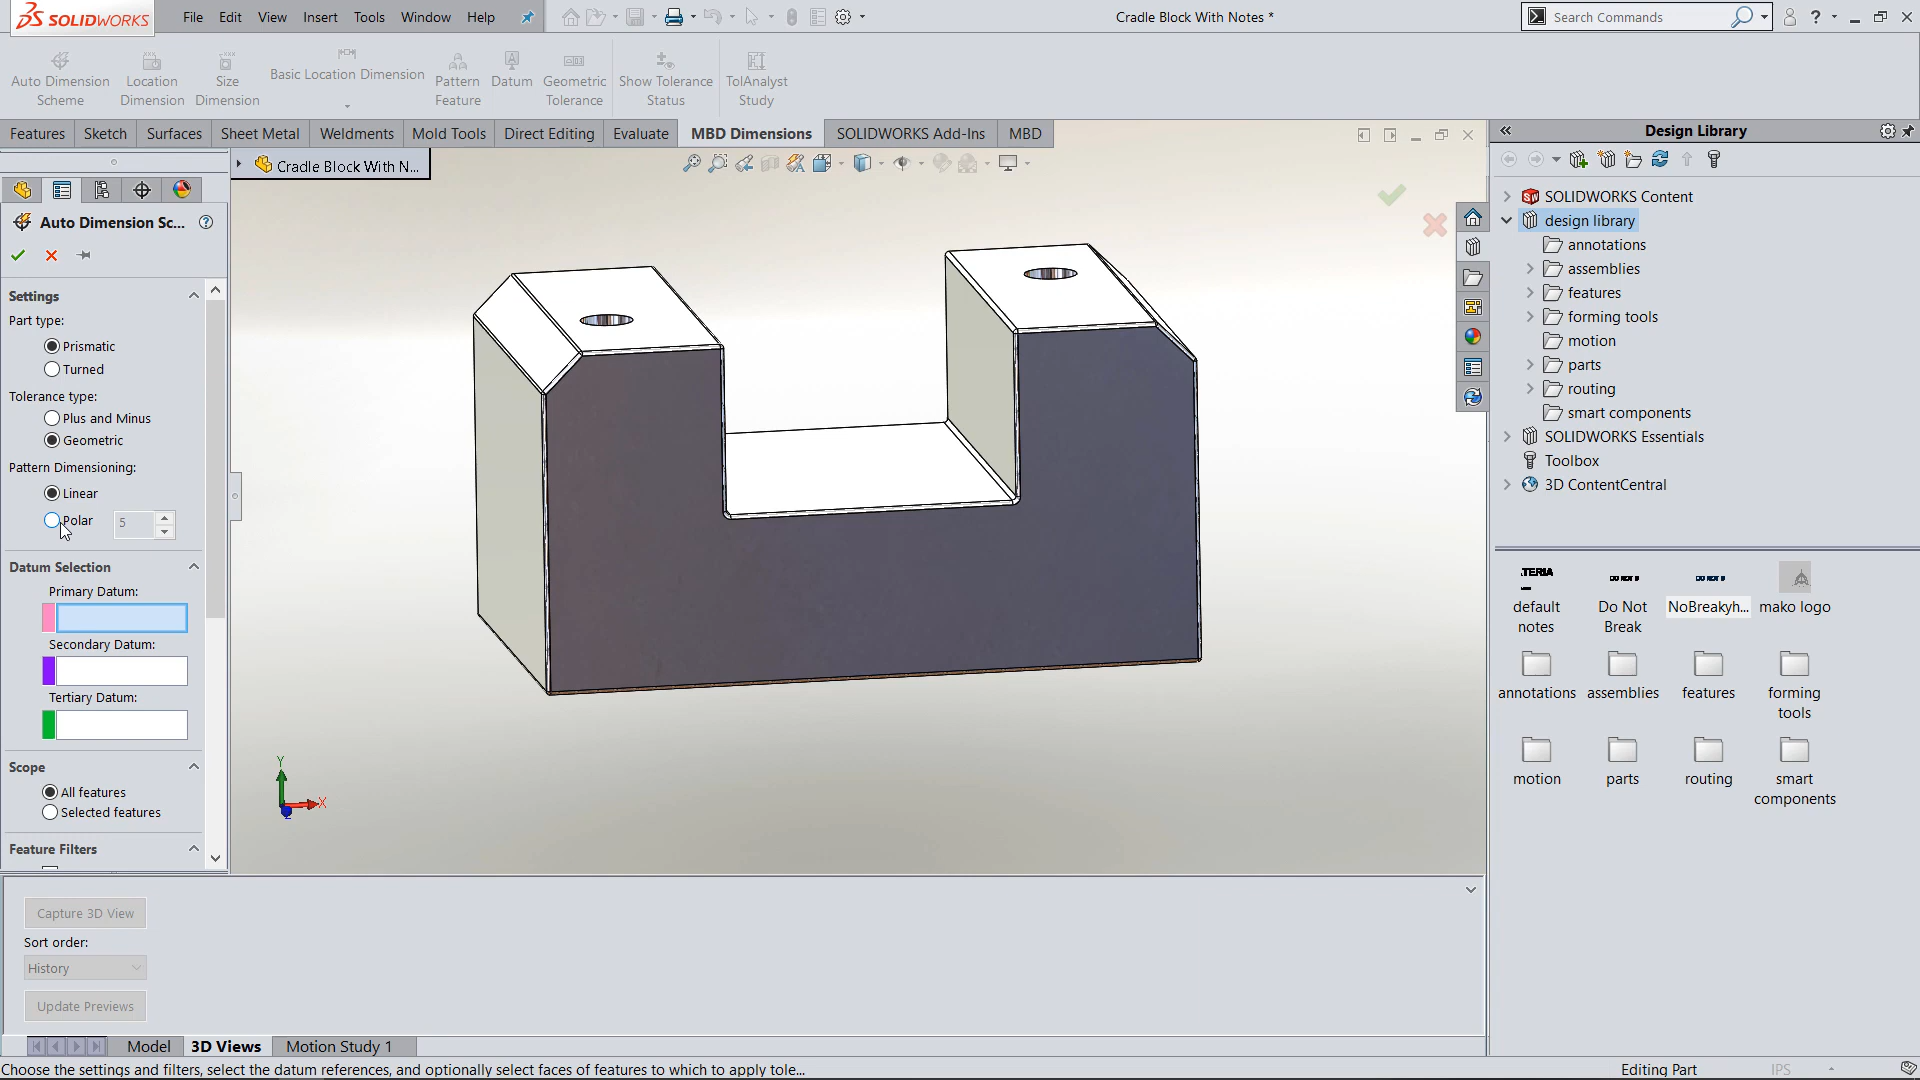 SOLIDWORKS
File
Edit
View
Insert
Tools
Window
Help
Cradle Block With Notes *
Search Commands
Auto Dimension Scheme
Location Dimension
Size Dimension
Basic Location Dimension
Pattern Feature
Datum
Geometric Tolerance
Show Tolerance Status
TolAnalyst Study
Features
Sketch
Surfaces
Sheet Metal
Weldments
Mold Tools
Direct Editing
Evaluate
MBD Dimensions
SOLIDWORKS Add-Ins
MBD
Cradle Block With N...
Auto Dimension Sc...
Settings
Part type:
Prismatic
Turned
Tolerance type:
Plus and Minus
Geometric
Pattern Dimensioning:
Linear
Polar
5
Datum Selection
Primary Datum:
Secondary Datum:
Tertiary Datum:
Scope
All features
Selected features
Feature Filters
Y
X
Z
Design Library
SOLIDWORKS Content
design library
annotations
assemblies
features
forming tools
motion
parts
routing
smart components
SOLIDWORKS Essentials
Toolbox
3D ContentCentral
.TERIA
DO NOT B
DO NOT B
default notes
Do Not Break
NoBreakyh...
mako logo
annotations
assemblies
features
forming tools
motion
parts
routing
smart components
Capture 3D View
Sort order:
History
Update Previews
Model
3D Views
Motion Study 1
Choose the settings and filters, select the datum references, and optionally select faces of features to which to apply tole...
Editing Part
IPS